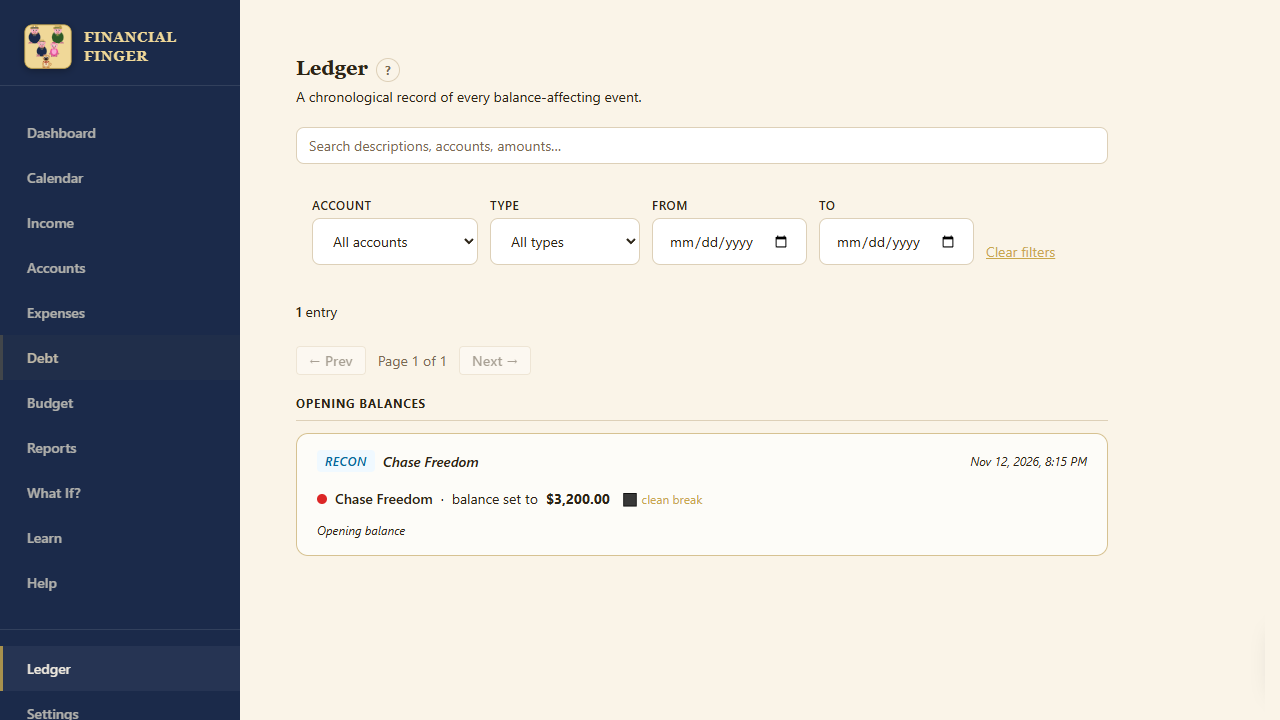 FINANCIAL
FINGER
Dashboard
Calendar
Income
Accounts
Expenses
Debt
Budget
Reports
What If?
Learn
Help
Ledger
Settings
Ledger ?
A chronological record of every balance-affecting event.
Search descriptions, accounts, amounts...
ACCOUNT TYPE FROM TO
All accounts All types mm/dd/yyyy mm/dd/yyyy Clear filters
1 entry
← Prev Page 1 of 1 Next →
OPENING BALANCES
RECON Chase Freedom Nov 12, 2026, 8:15 PM
Chase Freedom · balance set to $3,200.00 clean break
Opening balance